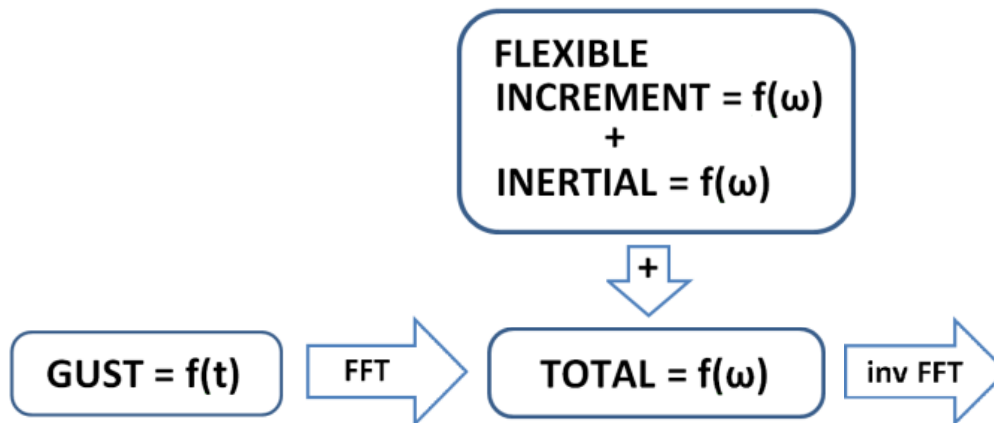 FLEXIBLE
INCREMENT = f(ω)
+
INERTIAL = f(ω)
+
GUST = f(t)
FFT
TOTAL = f(ω)
inv FFT